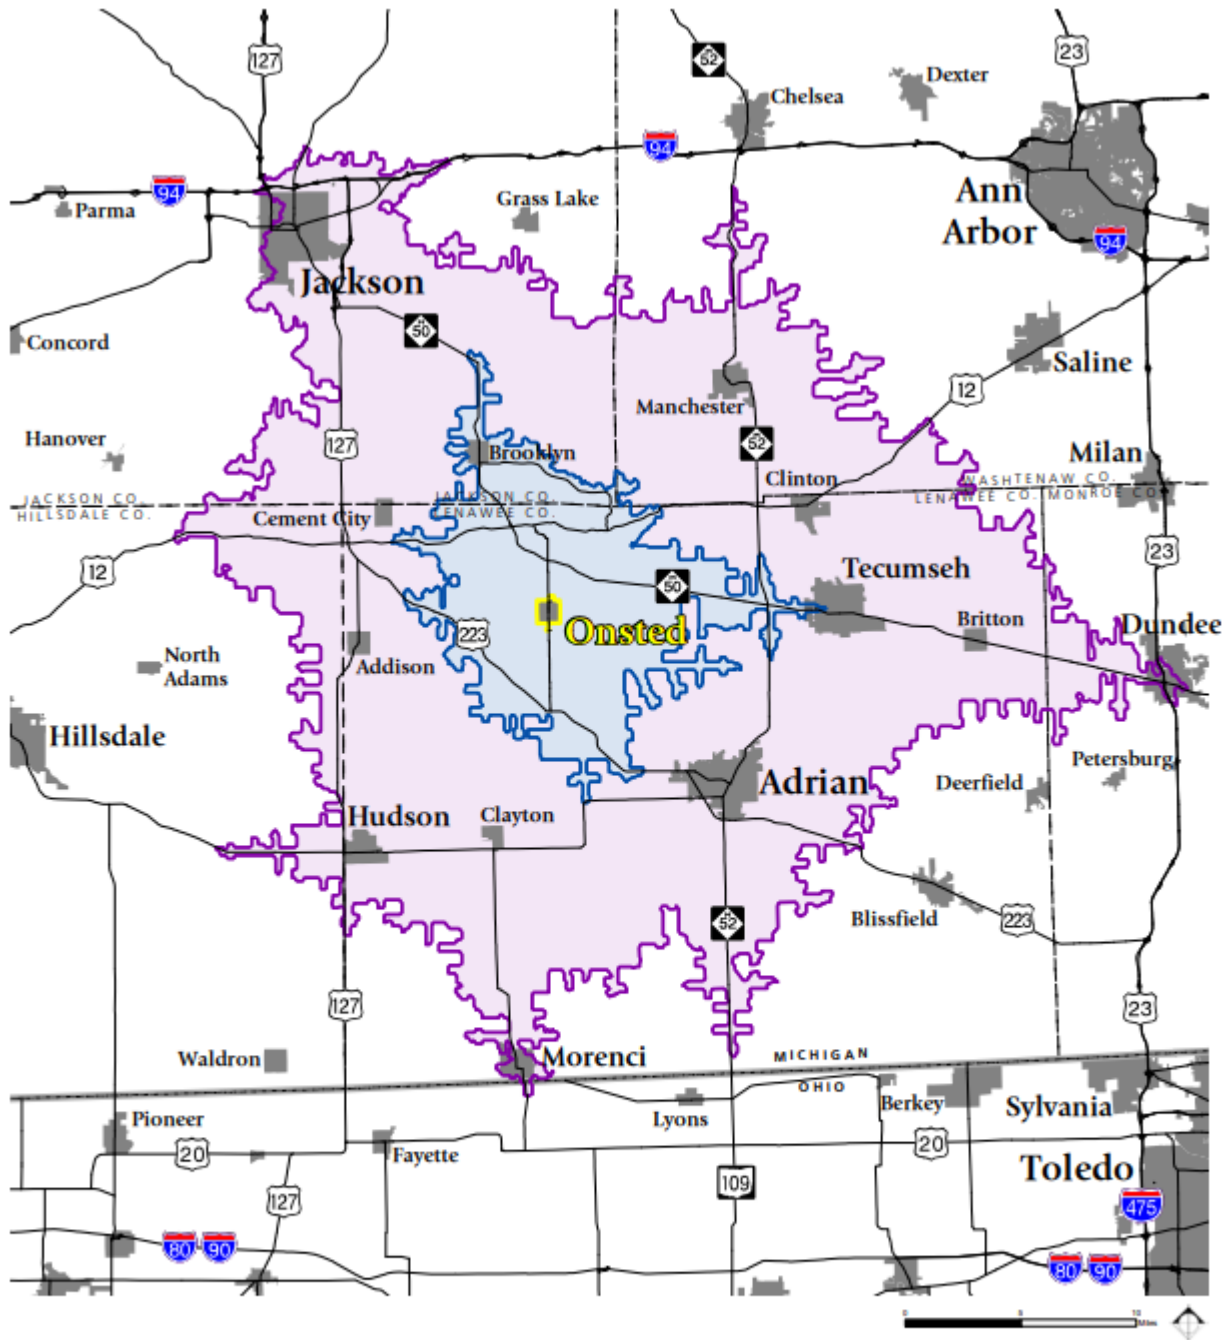 127
52
23
Dexter
Chelsea
94
94
Parma
Grass Lake
Ann
Arbor
94
Jackson
50
Concord
Saline
12
Manchester
127
52
Hanover
Brooklyn
Milan
Clinton
JACKSON CO.
HILLSDALE CO.
JACKSON CO.
LENAWEE CO.
WASHTENAW CO.
LENAWEE CO.
MONROE CO.
Cement City
23
12
50
Tecumseh
Britton
Dundee
Onsted
223
North
Adams
Addison
Hillsdale
Petersburg
Deerfield
Adrian
Hudson
Clayton
Blissfield
223
52
127
23
Waldron
Morenci
MICHIGAN
OHIO
Berkey
Sylvania
Lyons
Pioneer
20
Fayette
20
Toledo
109
127
475
80
90
80
90
0
10
Miles